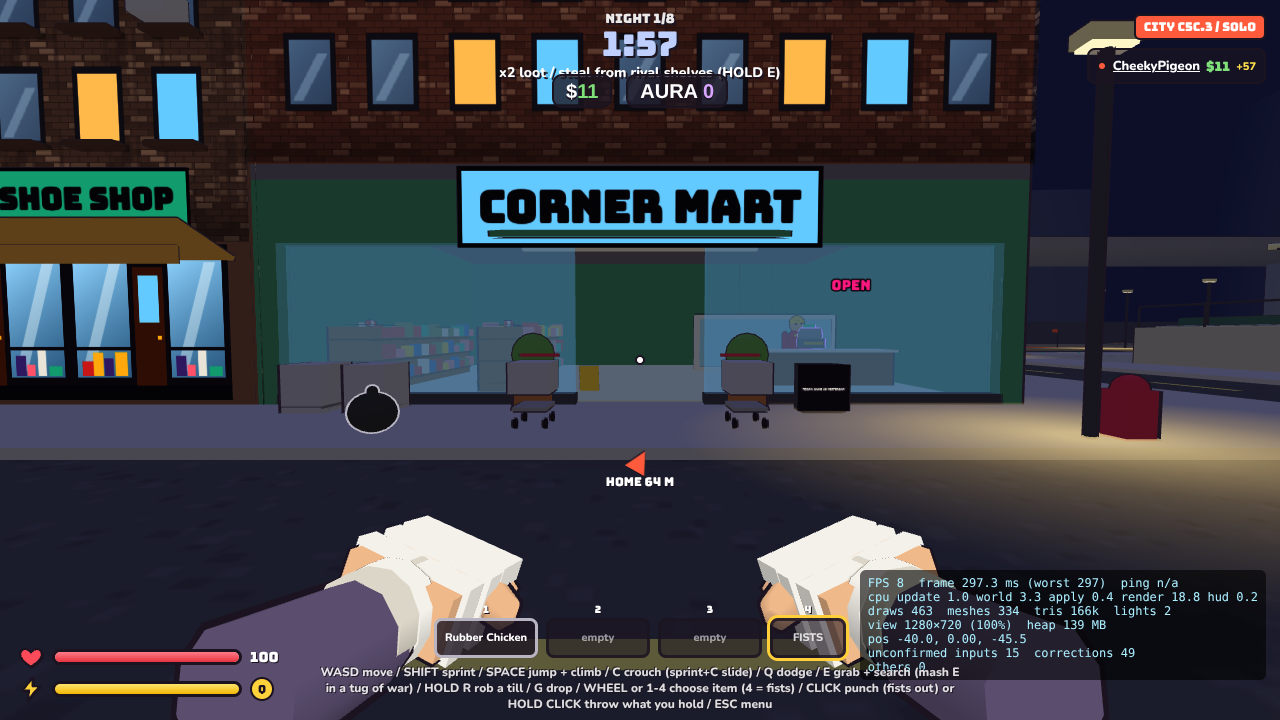 NIGHT 1/8
1:57
x2 loot / steal from rival shelves (HOLD E)
$11
AURA 0
CITY C5C.3 / SOLO
CheekyPigeon $11 +57
SHOE SHOP
CORNER MART
OPEN
HOME 64 M
1
2
3
4
Rubber Chicken
empty
empty
FISTS
100
0
WASD move / SHIFT sprint / SPACE jump + climb / C crouch (sprint+C slide) / Q dodge / E grab + search (mash E
in a tug of war) / HOLD R rob a till / G drop / WHEEL or 1-4 choose item (4 = fists) / CLICK punch (fists out) or
HOLD CLICK throw what you hold / ESC menu
FPS 8 frame 297.3 ms (worst 297) ping n/a
cpu update 1.0 world 3.3 apply 0.4 render 18.8 hud 0.2
draws 463 meshes 334 tris 166k lights 2
view 1280×720 (100%) heap 139 MB
pos -40.0, 0.00, -45.5
unconfirmed inputs 15 corrections 49
others 0